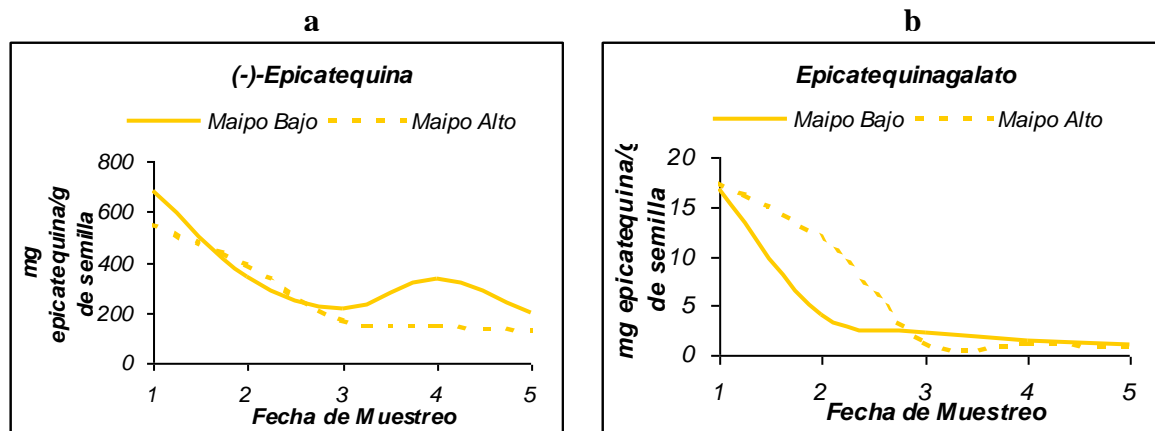 a
(-)-Epicatequina
Maipo Bajo
Maipo Alto
mg
epicatequina/g
de semilla
800
600
400
200
0
1 2 3 4 5
Fecha de Muestreo
b
Epicatequinagalato
Maipo Bajo
Maipo Alto
mg epicatequina/g
de semilla
20
15
10
5
0
1 2 3 4 5
Fecha de Muestreo